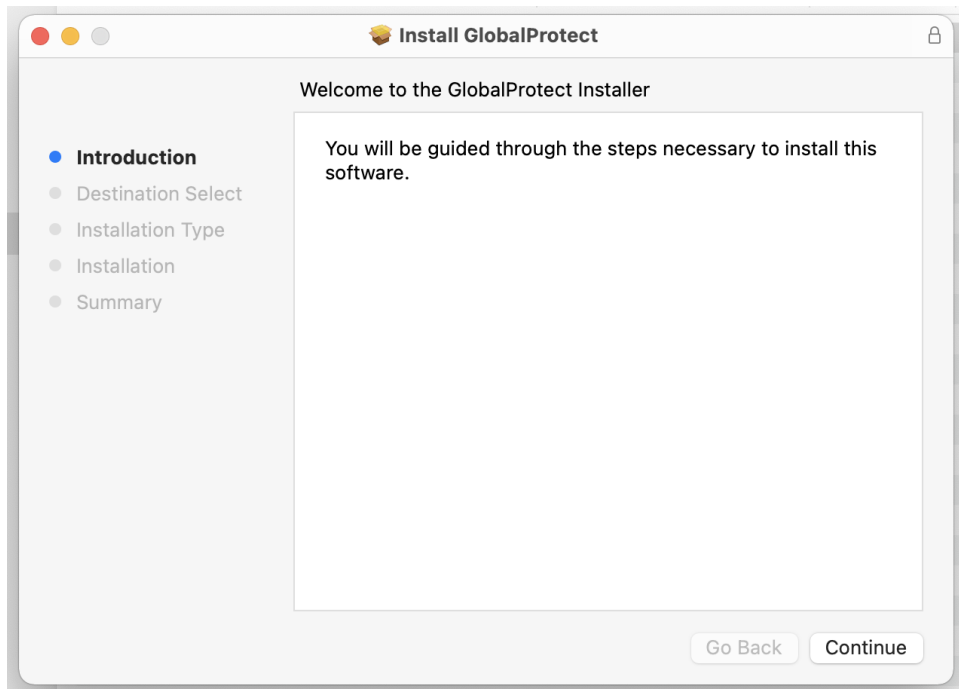 Install GlobalProtect
Welcome to the GlobalProtect Installer
Introduction
Destination Select
Installation Type
Installation
Summary
You will be guided through the steps necessary to install this
software.
Go Back
Continue